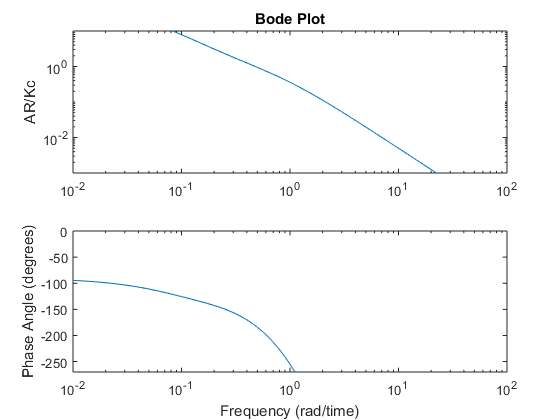 Bode Plot
AR/Kc
10^0
10^-2
10^-2 10^-1 10^0 10^1 10^2
Phase Angle (degrees)
0
-50
-100
-150
-200
-250
10^-2 10^-1 10^0 10^1 10^2
Frequency (rad/time)